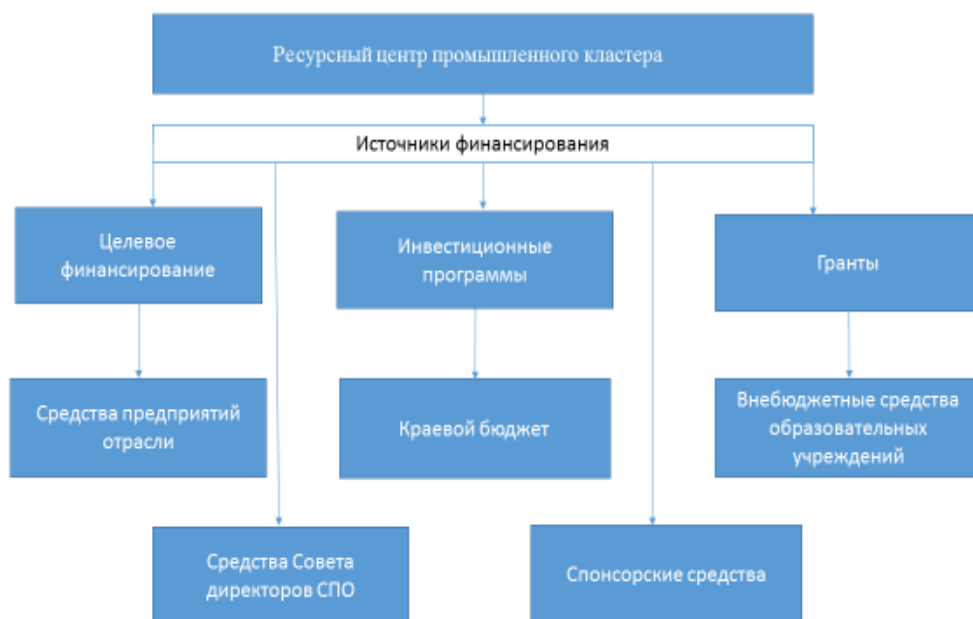 Ресурсный центр промышленного кластера
Источники финансирования
Целевое
финансирование
Инвестиционные
программы
Гранты
Средства предприятий
отрасли
Краевой бюджет
Внебюджетные средства
образовательных
учреждений
Средства Совета
директоров СПО
Спонсорские средства